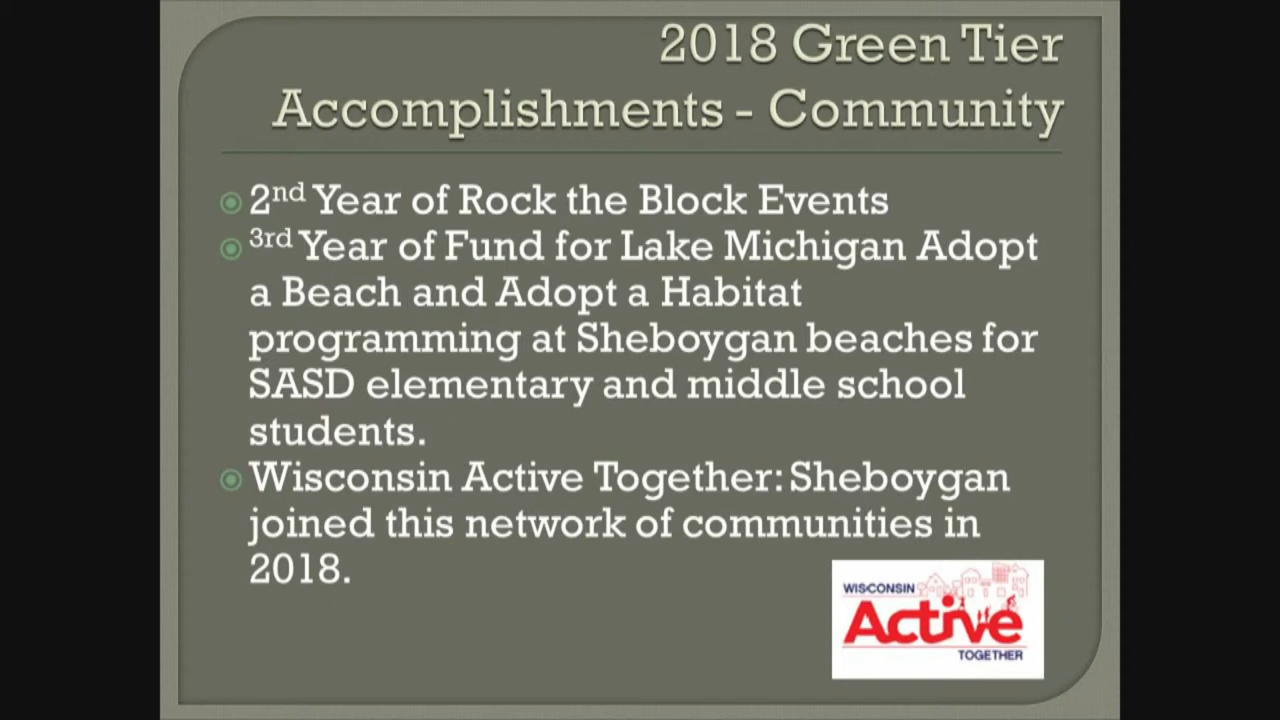 2018 Green Tier
Accomplishments - Community
2nd Year of Rock the Block Events
3rd Year of Fund for Lake Michigan Adopt
a Beach and Adopt a Habitat
programming at Sheboygan beaches for
SASD elementary and middle school
students.
Wisconsin Active Together: Sheboygan
joined this network of communities in
2018.
WISCONSIN
Active
TOGETHER